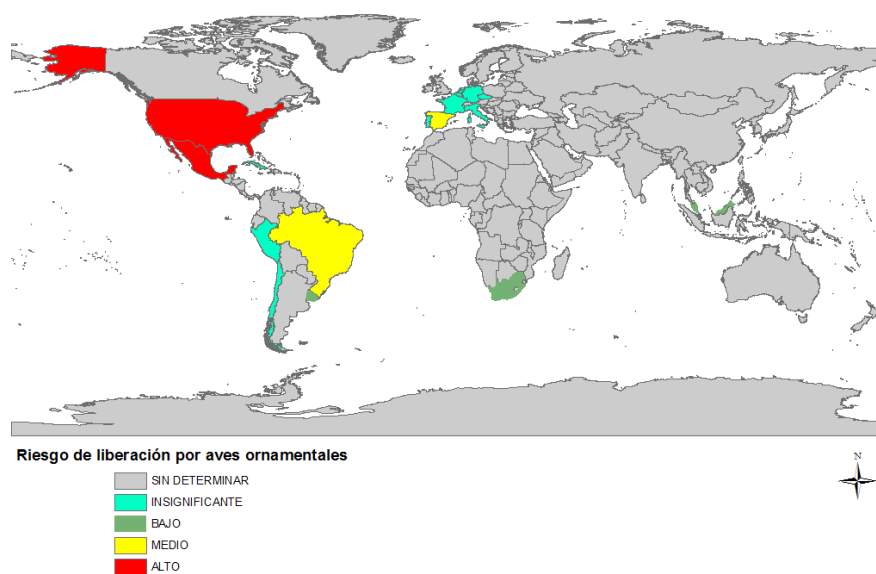 Riesgo de liberación por aves ornamentales
N
SIN DETERMINAR
INSIGNIFICANTE
BAJO
MEDIO
ALTO